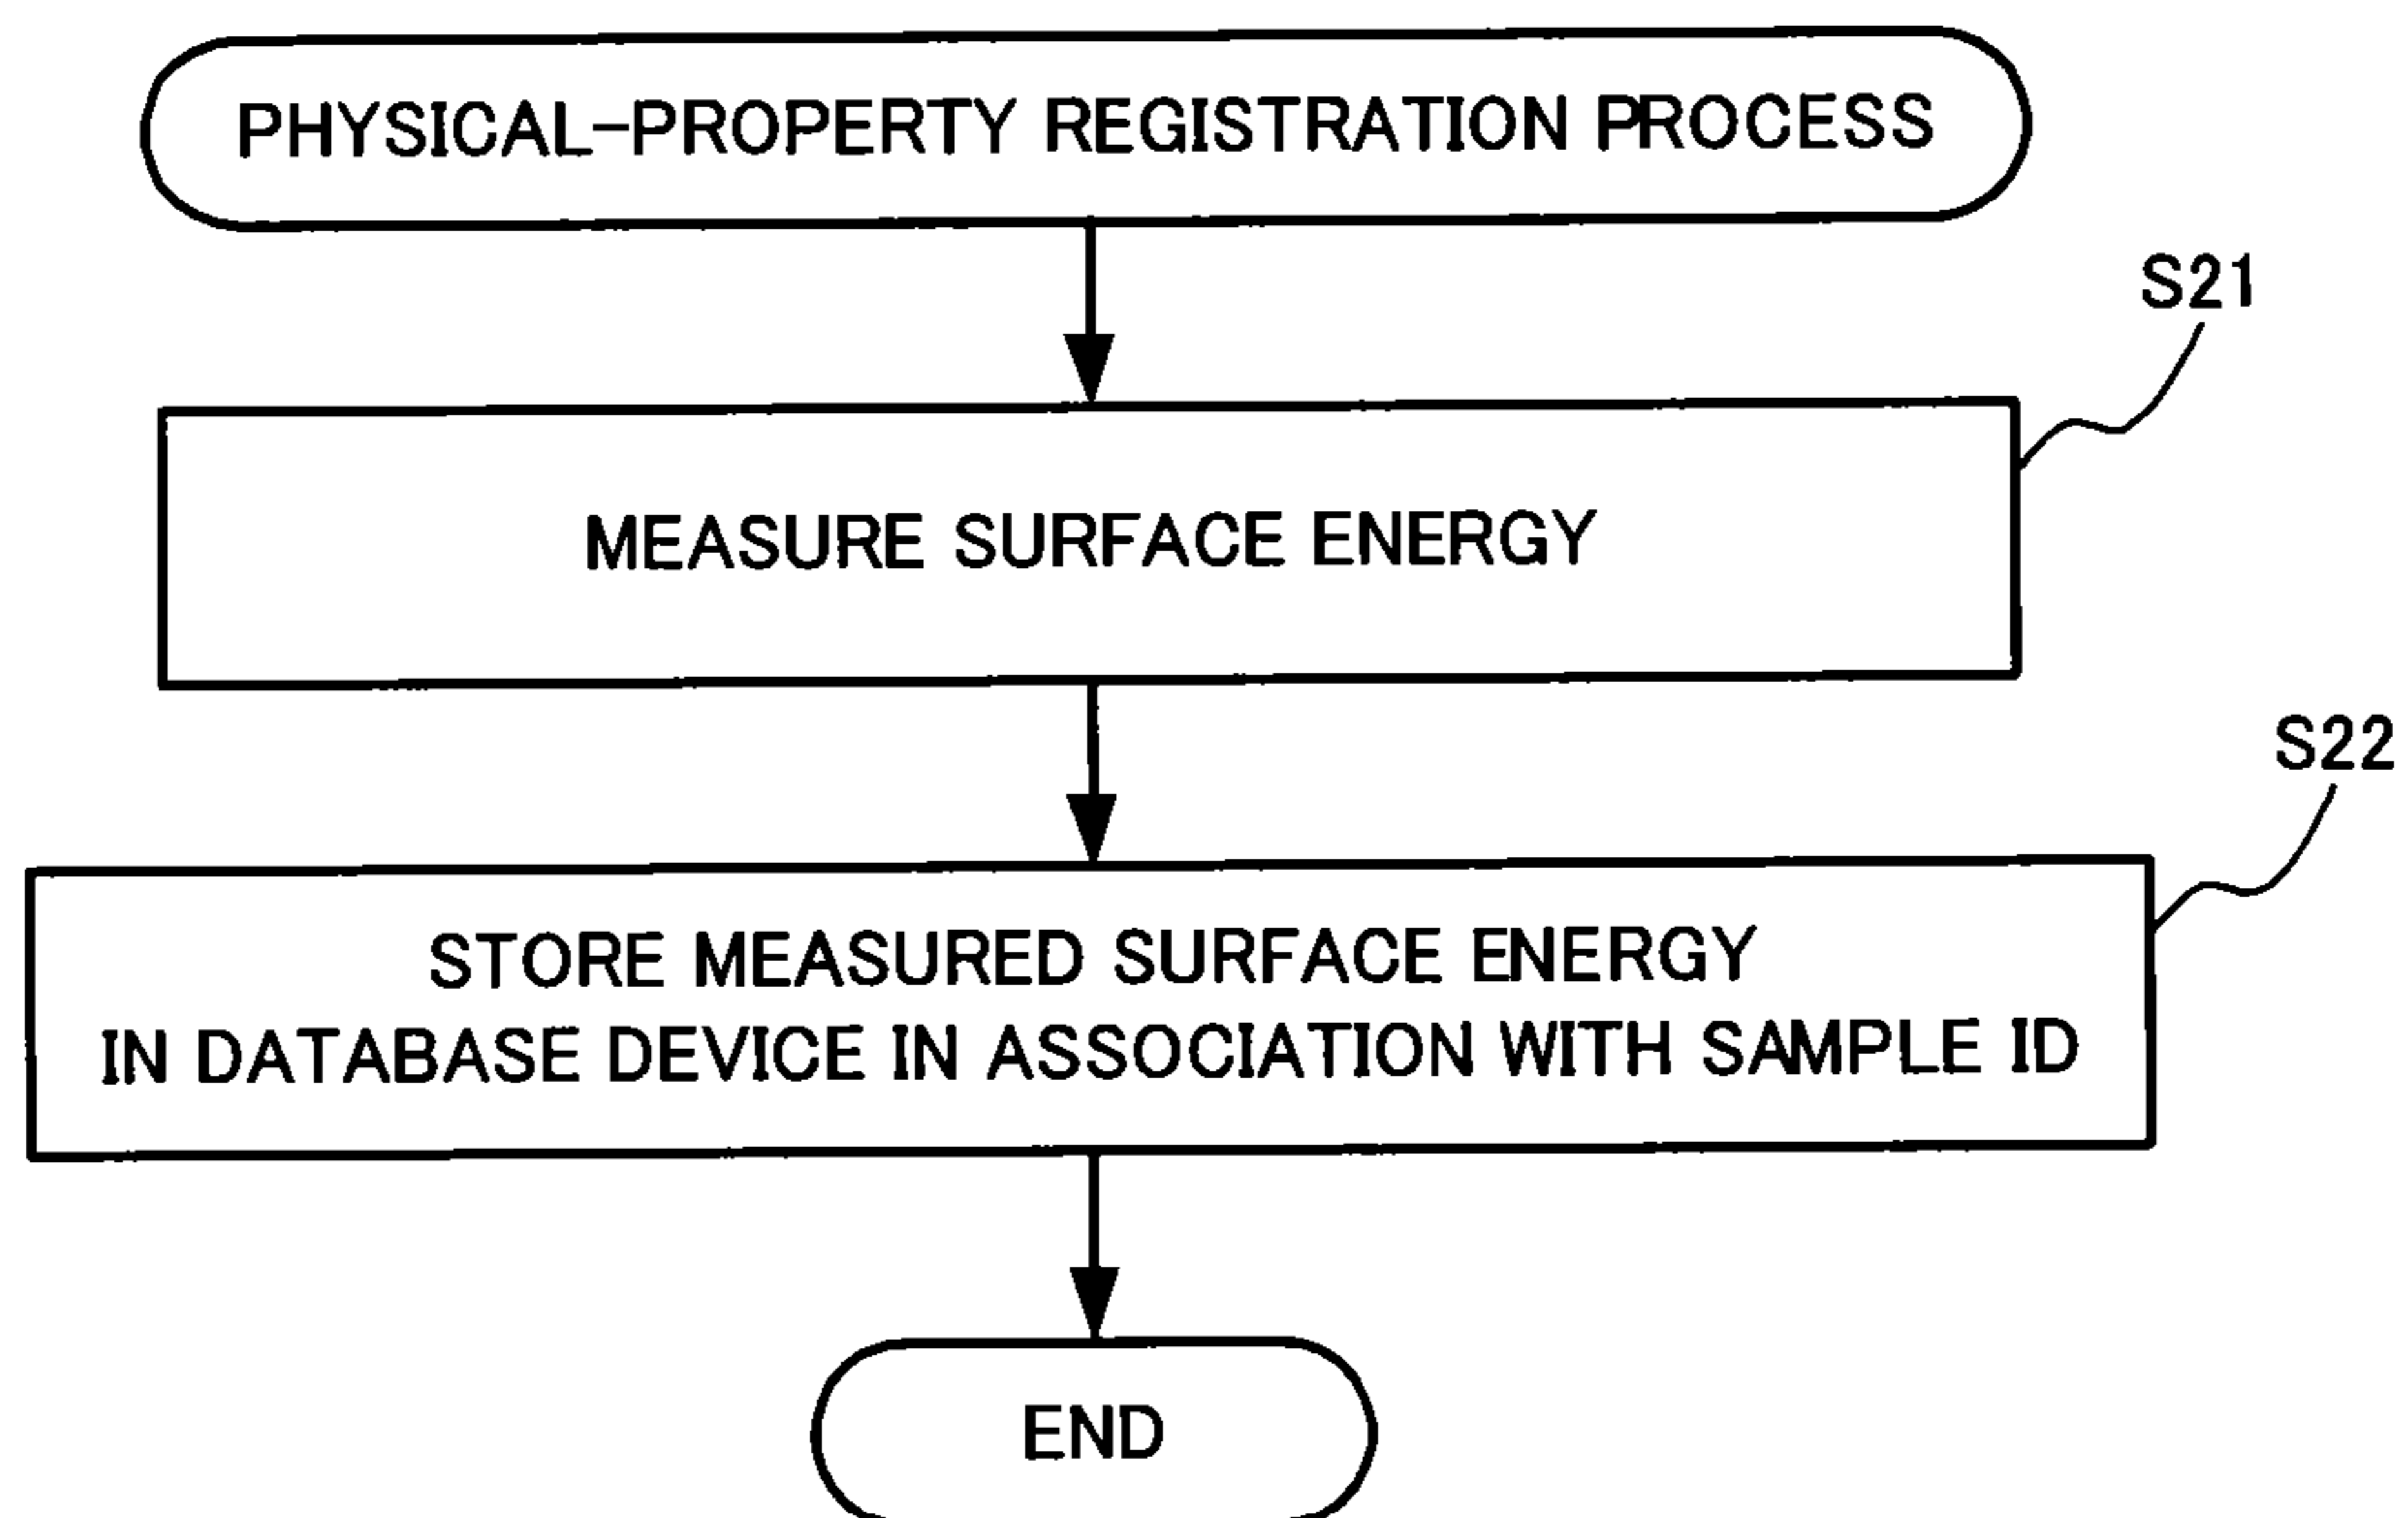 PHYSICAL-PROPERTY REGISTRATION PROCESS
S21
MEASURE SURFACE ENERGY
S22
STORE MEASURED SURFACE ENERGY
IN DATABASE DEVICE IN ASSOCIATION WITH SAMPLE ID
END